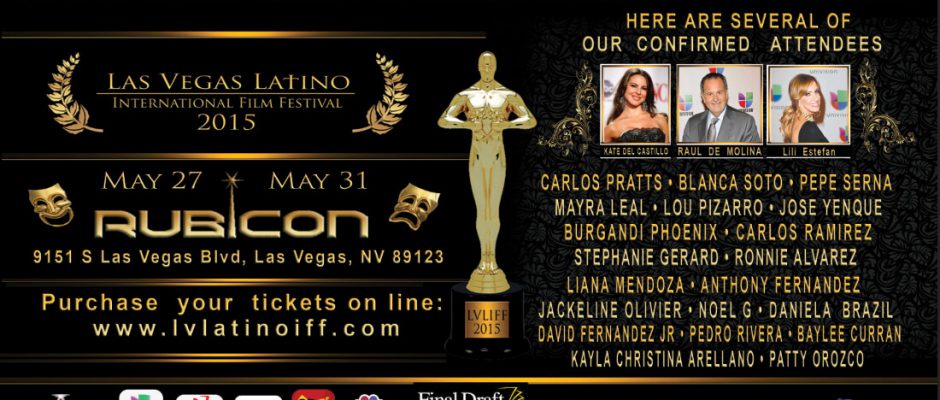 LAS VEGAS LATINO
INTERNATIONAL FILM FESTIVAL
2015
MAY 27 MAY 31
RUBICON
9151 S Las Vegas Blvd, Las Vegas, NV 89123
Purchase your tickets on line:
www.lvlatinoiff.com
LVLIFF
2015
HERE ARE SEVERAL OF
OUR CONFIRMED ATTENDEES
KATE DEL CASTILLO RAUL DE MOLINA Lili Estefan
CARLOS PRATTS • BLANCA SOTO • PEPE SERNA
MAYRA LEAL • LOU PIZARRO • JOSE YENQUE
BURGANDI PHOENIX • CARLOS RAMIREZ
STEPHANIE GERARD • RONNIE ALVAREZ
LIANA MENDOZA • ANTHONY FERNANDEZ
JACKELINE OLIVIER • NOEL G • DANIELA BRAZIL
DAVID FERNANDEZ JR • PEDRO RIVERA • BAYLEE CURRAN
KAYLA CHRISTINA ARELLANO • PATTY OROZCO
Final Draft